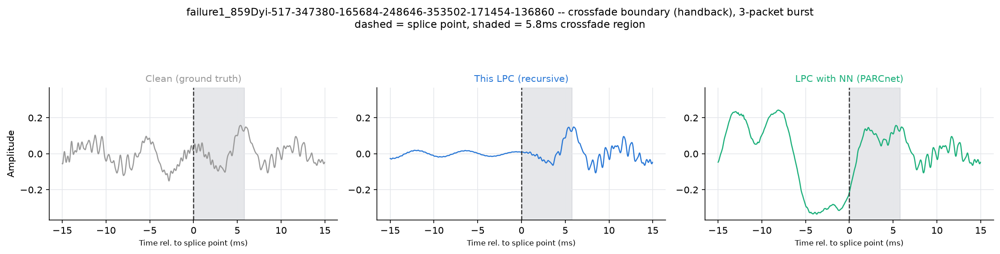 failure1_859Dyi-517-347380-165684-248646-353502-171454-136860 -- crossfade boundary (handback), 3-packet burst
dashed = splice point, shaded = 5.8ms crossfade region
Clean (ground truth)
Amplitude
0.2
0.0
−0.2
−15 −10 −5 0 5 10 15
Time rel. to splice point (ms)
This LPC (recursive)
0.2
0.0
−0.2
−15 −10 −5 0 5 10 15
Time rel. to splice point (ms)
LPC with NN (PARCnet)
0.2
0.0
−0.2
−15 −10 −5 0 5 10 15
Time rel. to splice point (ms)